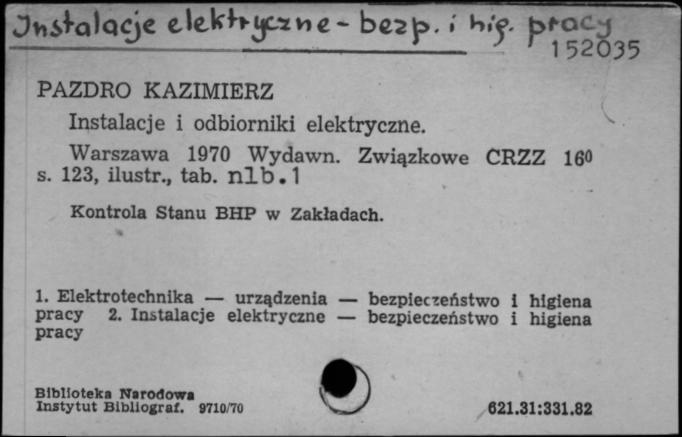 Instalacje elektryczne - bezp. i hig. pracy
152035
PAZDRO KAZIMIERZ
Instalacje i odbiorniki elektryczne.
Warszawa 1970 Wydawn. Związkowe CRZZ 16⁰
s. 123, ilustr., tab. nlb.1
Kontrola Stanu BHP w Zakładach.
1. Elektrotechnika — urządzenia — bezpieczeństwo i higiena
pracy 2. Instalacje elektryczne — bezpieczeństwo i higiena
pracy
Biblioteka Narodowa
Instytut Bibliograf. 9710/70
621.31:331.82